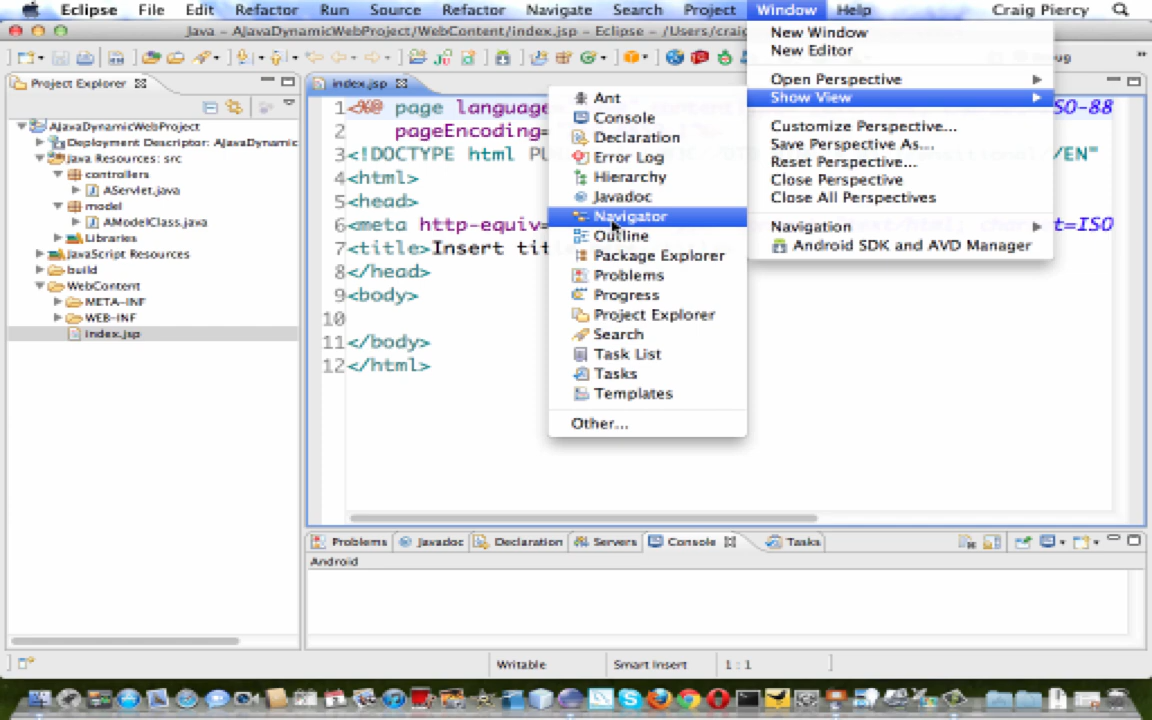 Eclipse File Edit Refactor Run Source Refactor Navigate Search Project Window Help Craig Piercy
Java - AJavaDynamicWebProject/WebContent/index.jsp - Eclipse - /Users/craig
Project Explorer
AJavaDynamicWebProject
Deployment Descriptor: AJavaDynamic
Java Resources: src
controllers
AServlet.java
model
AModelClass.java
Libraries
JavaScript Resources
build
WebContent
META-INF
WEB-INF
index.jsp
index.jsp
1<%@ page language= ISO-88
2 pageEncoding=
3<!DOCTYPE html PU /EN"
4<html>
5<head>
6<meta http-equiv= t=ISO
7<title>Insert tit
8</head>
9<body>
10
11</body>
12</html>
Ant
Console
Declaration
Error Log
Hierarchy
Javadoc
Navigator
Outline
Package Explorer
Problems
Progress
Project Explorer
Search
Task List
Tasks
Templates
Other...
New Window
New Editor
Open Perspective
Show View
Customize Perspective...
Save Perspective As...
Reset Perspective...
Close Perspective
Close All Perspectives
Navigation
Android SDK and AVD Manager
Problems Javadoc Declaration Servers Console Tasks
Android
Writable Smart Insert 1 : 1